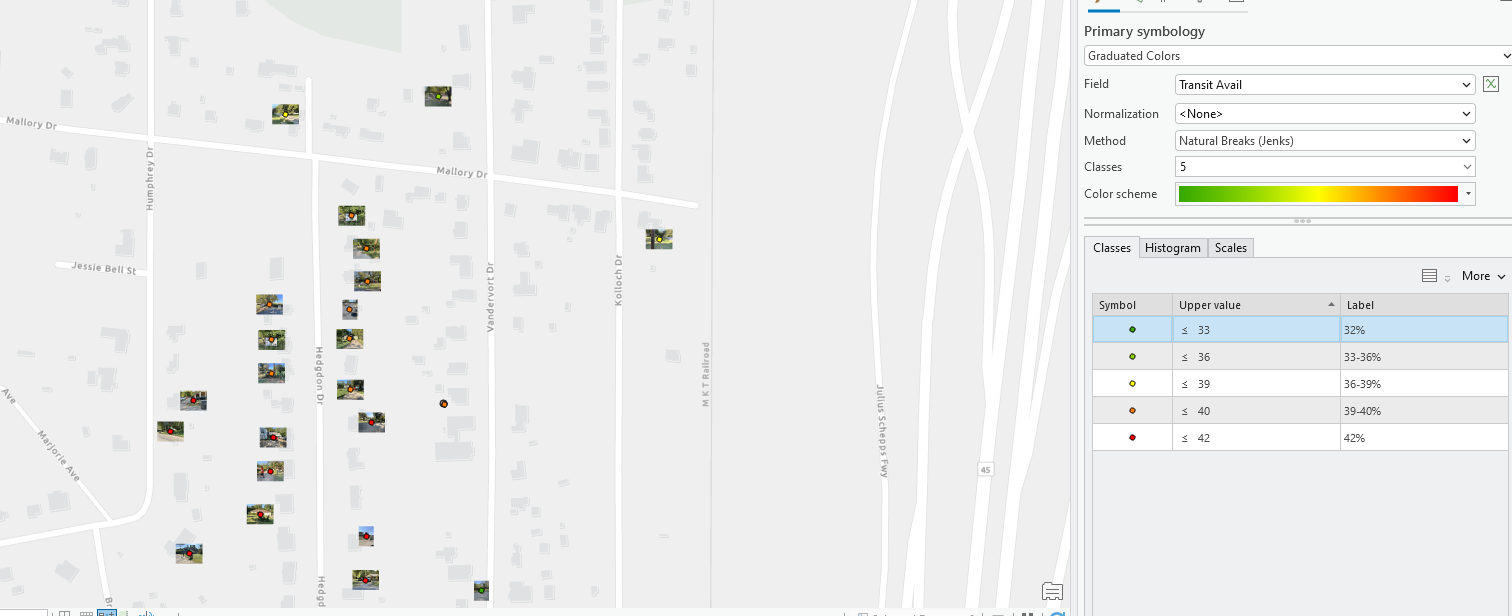 Primary symbology
Graduated Colors
Field
Transit Avail
Normalization
<None>
Method
Natural Breaks (Jenks)
Classes
5
Color scheme
Classes
Histogram
Scales
More
Symbol
Upper value
Label
≤ 33
32%
≤ 36
33-36%
≤ 39
36-39%
≤ 40
39-40%
≤ 42
42%
Mallory Dr
Humphrey Dr
Mallory Dr
Jessie Bell St
Vandervort Dr
Kolloch Dr
Hedgdon Dr
M K T Railroad
Julius Schepps Fwy
Ave
Marjorie Ave
45
Hedgd